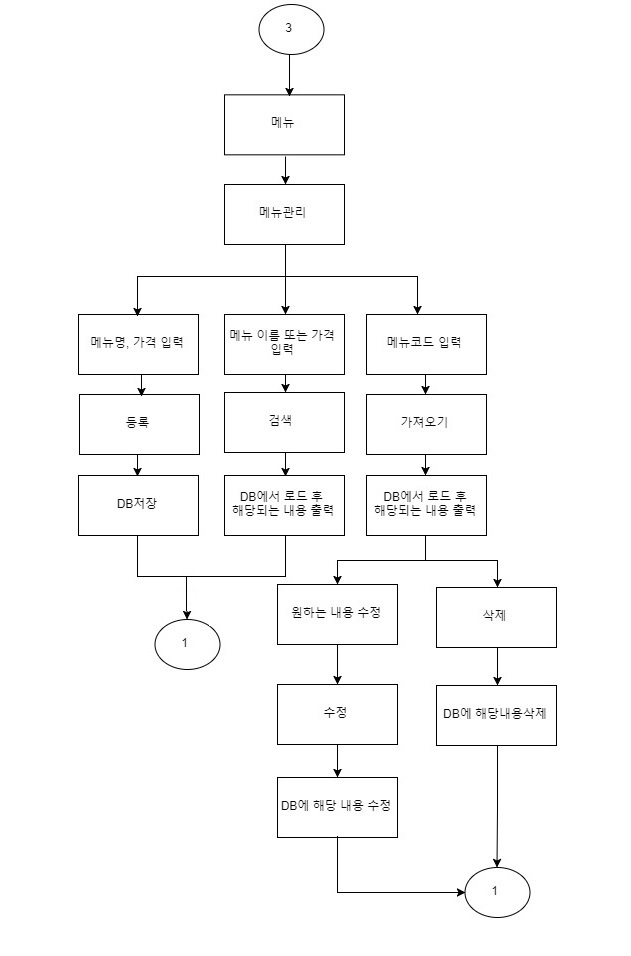 3
메뉴
메뉴관리
메뉴명, 가격 입력
메뉴 이름 또는 가격
입력
메뉴코드 입력
등록
검색
가져오기
DB저장
DB에서 로드 후
해당되는 내용 출력
DB에서 로드 후
해당되는 내용 출력
1
원하는 내용 수정
삭제
수정
DB에 해당내용삭제
DB에 해당 내용 수정
1